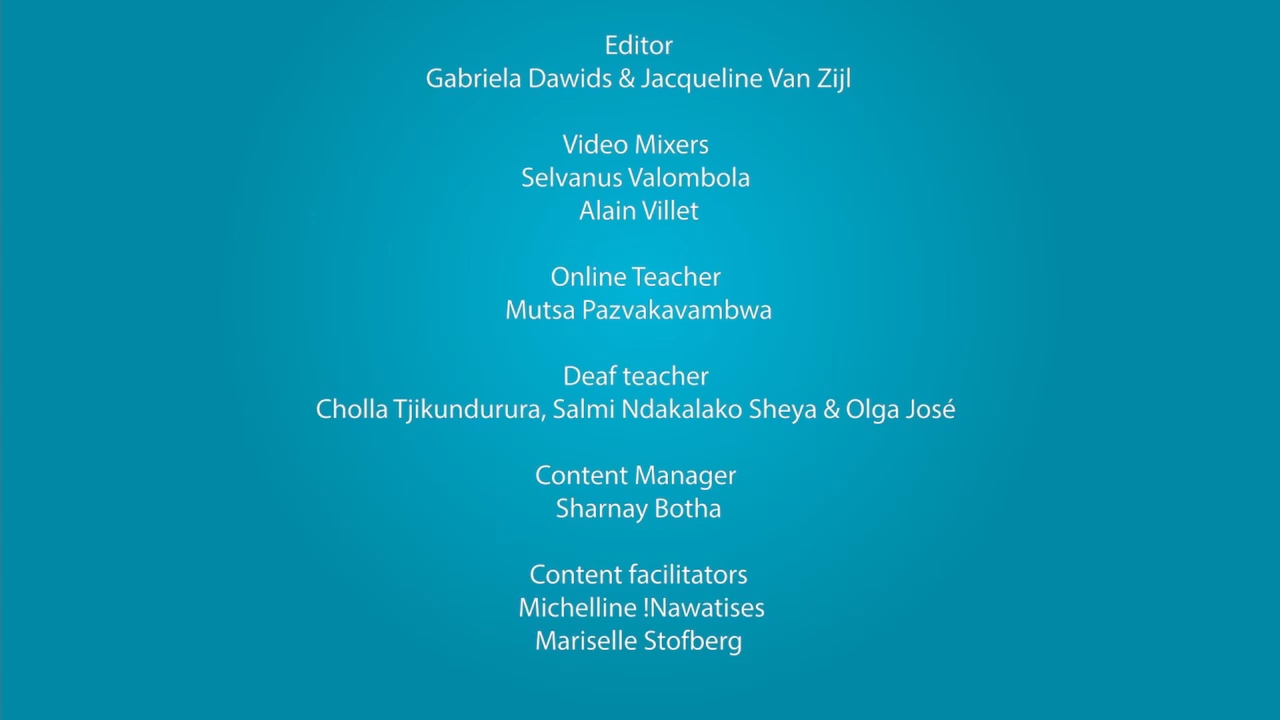 Editor
Gabriela Dawids & Jacqueline Van Zijl
Video Mixers
Selvanus Valombola
Alain Villet
Online Teacher
Mutsa Pazvakavambwa
Deaf teacher
Cholla Tjikundurura, Salmi Ndakalako Sheya & Olga José
Content Manager
Sharnay Botha
Content facilitators
Michelline !Nawatises
Mariselle Stofberg